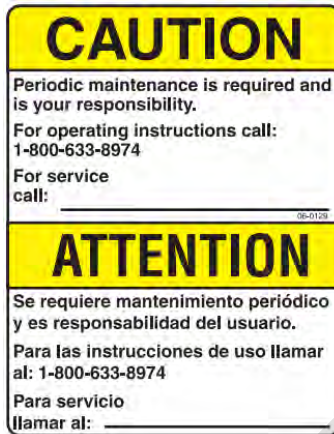 CAUTION
Periodic maintenance is required and
is your responsibility.
For operating instructions call:
1-800-633-8974
For service
call:
06-0129
ATTENTION
Se requiere mantenimiento periódico
y es responsabilidad del usuario.
Para las instrucciones de uso llamar
al: 1-800-633-8974
Para servicio
llamar al: